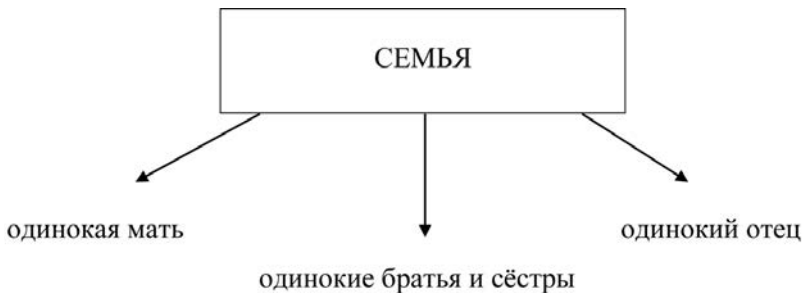 СЕМЬЯ
одинокая мать
одинокий отец
одинокие братья и сёстры